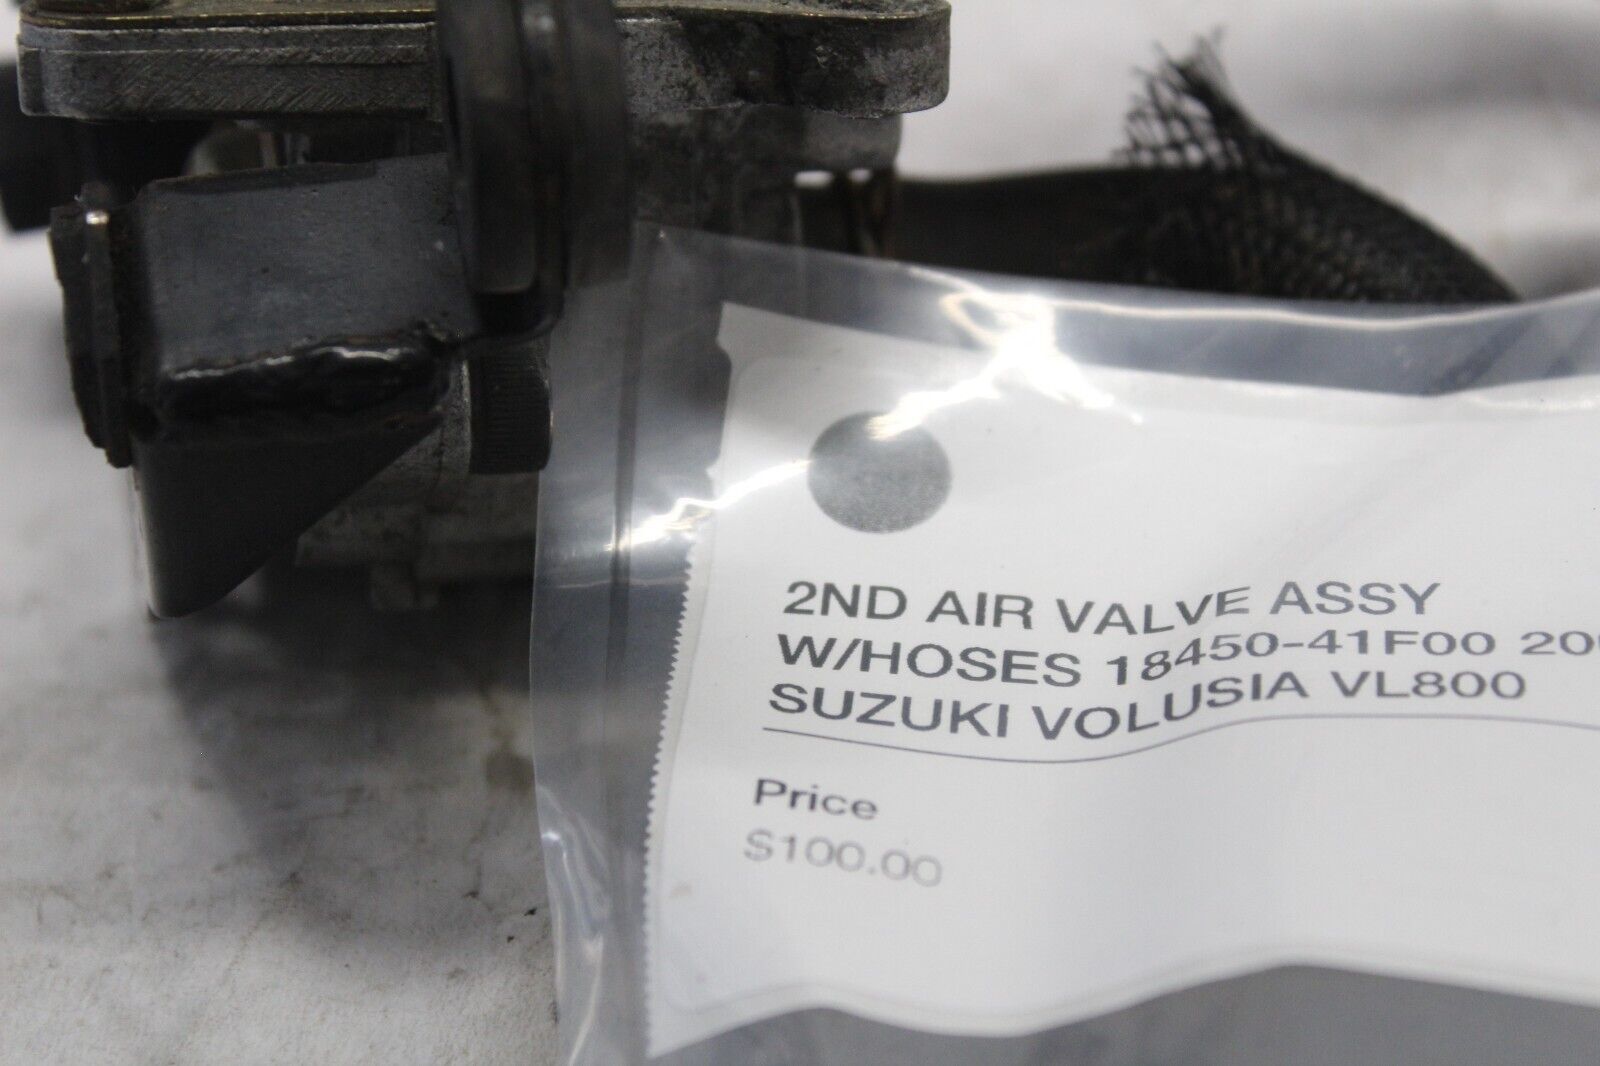 2ND AIR VALVE ASSY
W/HOSES 18450-41F00
SUZUKI VOLUSIA VL800
Price
$100.00